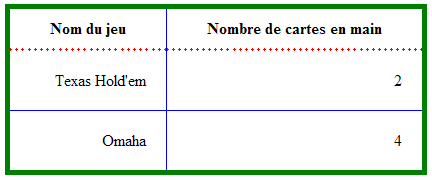 Nom du jeu Nombre de cartes en main
Texas Hold'em 2
Omaha 4